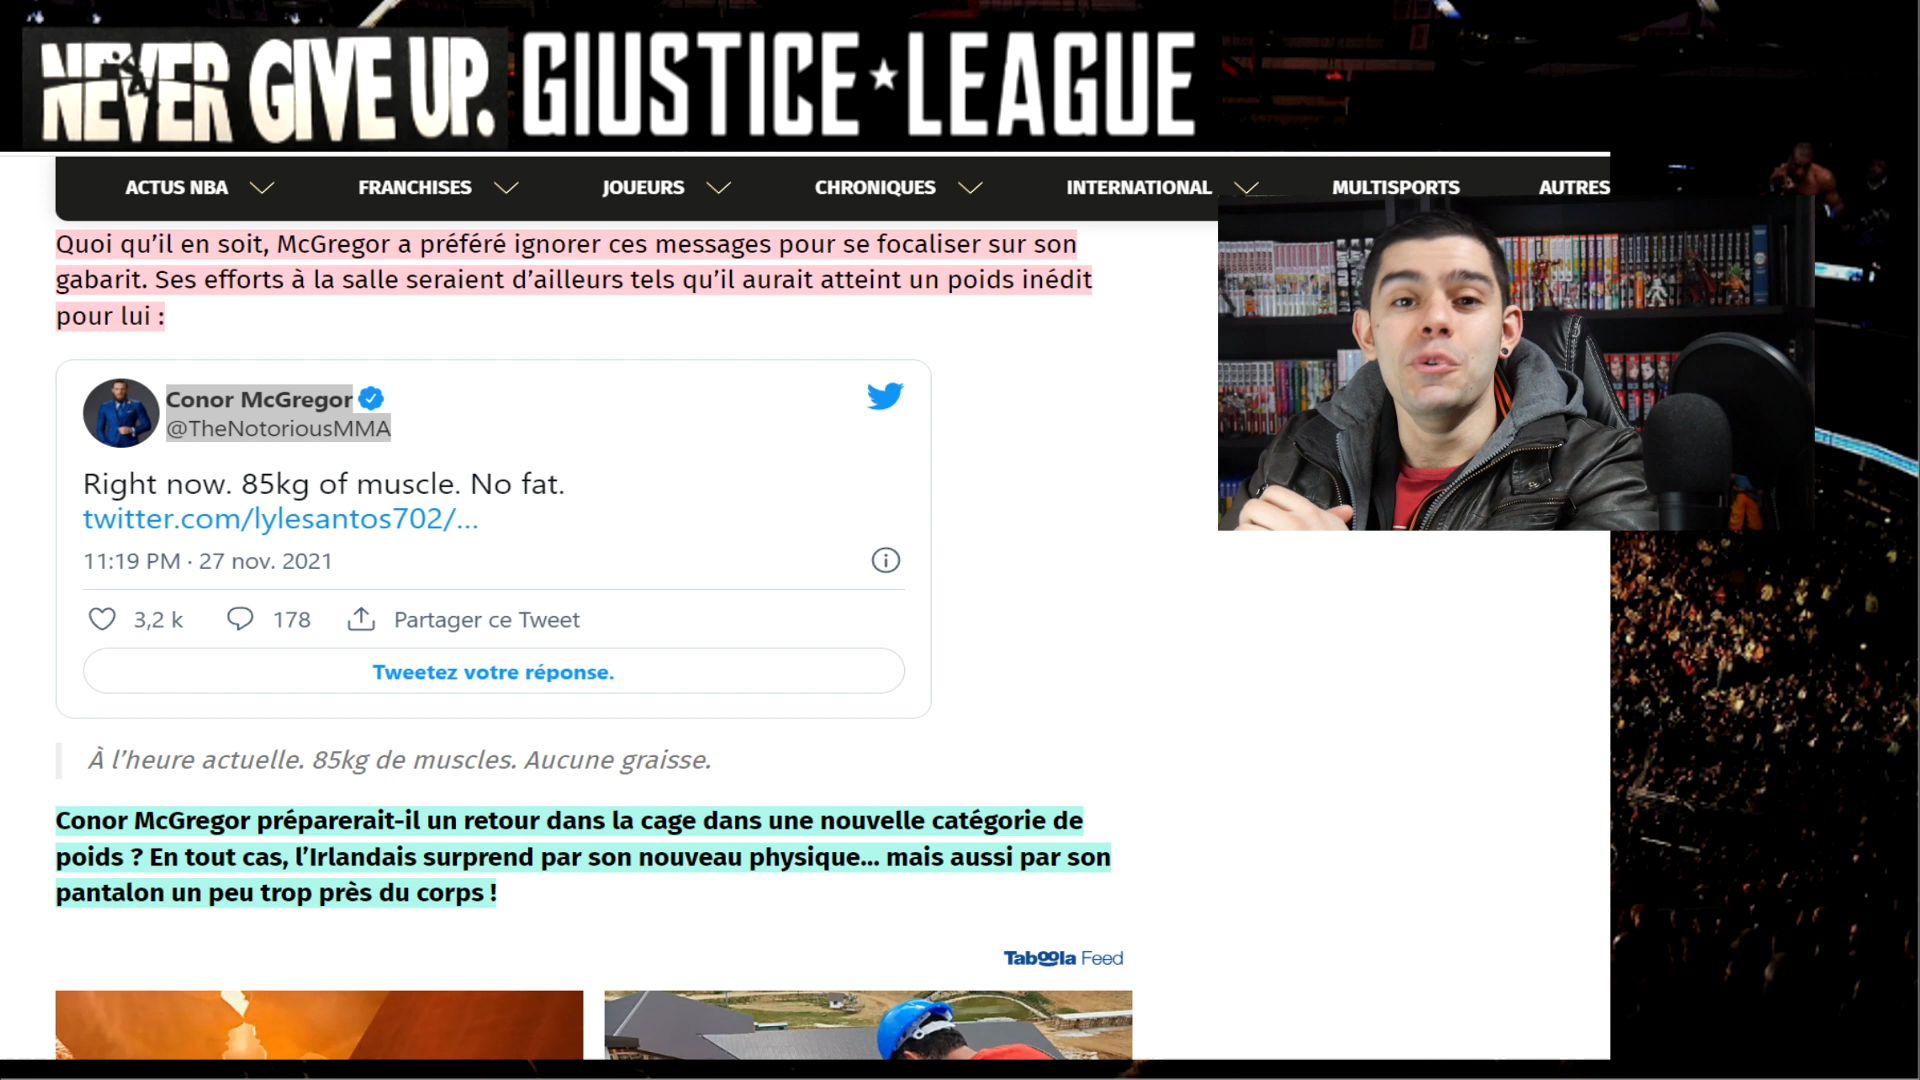 NEVER GIVE UP. GIUSTICE★LEAGUE
ACTUS NBA FRANCHISES JOUEURS CHRONIQUES INTERNATIONAL MULTISPORTS AUTRES
Quoi qu’il en soit, McGregor a préféré ignorer ces messages pour se focaliser sur son
gabarit. Ses efforts à la salle seraient d’ailleurs tels qu’il aurait atteint un poids inédit
pour lui :
Conor McGregor
@TheNotoriousMMA
Right now. 85kg of muscle. No fat.
twitter.com/lylesantos702/...
11:19 PM · 27 nov. 2021
3,2 k 178 Partager ce Tweet
Tweetez votre réponse.
À l’heure actuelle. 85kg de muscles. Aucune graisse.
Conor McGregor préparerait-il un retour dans la cage dans une nouvelle catégorie de
poids ? En tout cas, l’Irlandais surprend par son nouveau physique... mais aussi par son
pantalon un peu trop près du corps !
Taboola Feed